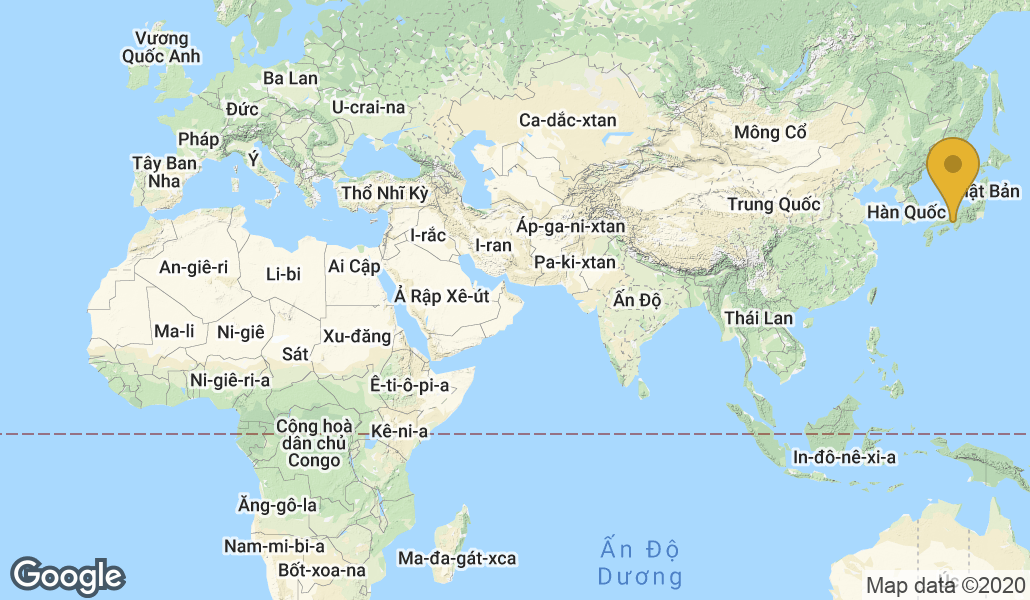 Vương
Quốc Anh
Ba Lan
Đức
U-crai-na
Ca-dắc-xtan
Mông Cổ
Pháp
Ý
Tây Ban
Nha
Thổ Nhĩ Kỳ
Trung Quốc
Hàn Quốc
ật Bản
I-rắc
I-ran
Áp-ga-ni-xtan
Pa-ki-xtan
An-giê-ri
Li-bi
Ai Cập
Ả Rập Xê-út
Ấn Độ
Thái Lan
Ma-li
Ni-giê
Xu-đăng
Sát
Ni-giê-ri-a
Ê-ti-ô-pi-a
Cộng hoà
dân chủ
Congo
Kê-ni-a
In-đô-nê-xi-a
Ăng-gô-la
Nam-mi-bi-a
Bốt-xoa-na
Ma-đa-gát-xca
Ấn Độ
Dương
Google
Map data ©2020